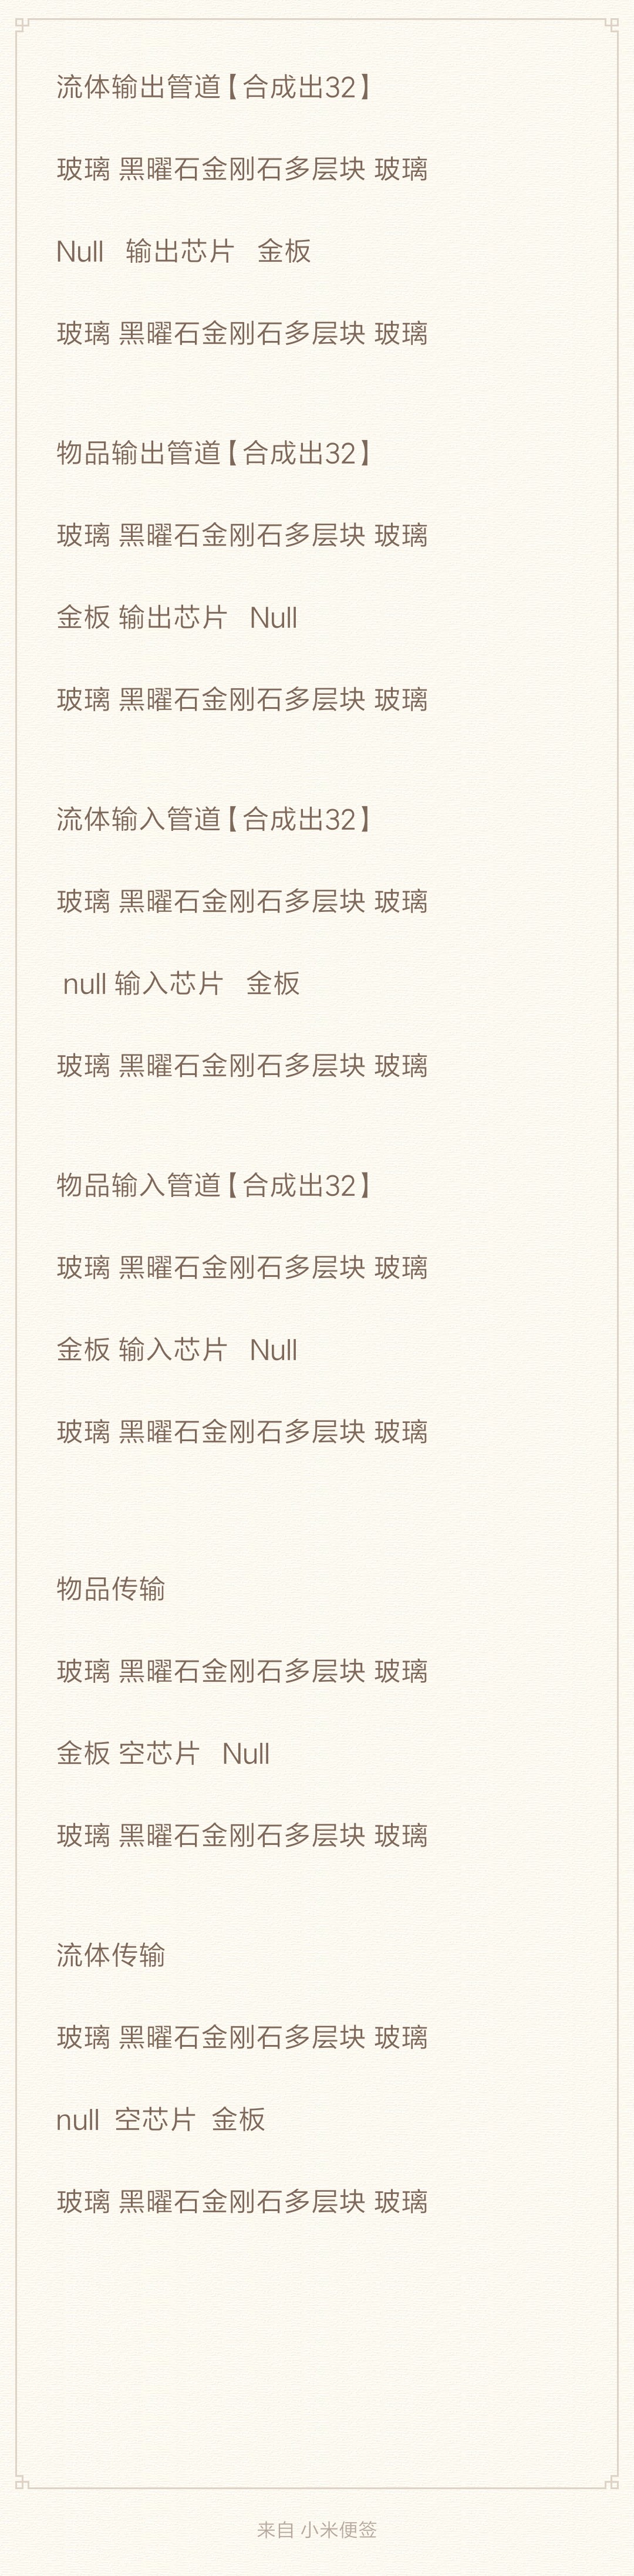 流体输出管道【合成出32】
玻璃 黑曜石金刚石多层块 玻璃
Null   输出芯片   金板
玻璃 黑曜石金刚石多层块 玻璃
物品输出管道【合成出32】
玻璃 黑曜石金刚石多层块 玻璃
金板 输出芯片   Null
玻璃 黑曜石金刚石多层块 玻璃
流体输入管道【合成出32】
玻璃 黑曜石金刚石多层块 玻璃
null 输入芯片   金板
玻璃 黑曜石金刚石多层块 玻璃
物品输入管道【合成出32】
玻璃 黑曜石金刚石多层块 玻璃
金板 输入芯片   Null
玻璃 黑曜石金刚石多层块 玻璃
物品传输
玻璃 黑曜石金刚石多层块 玻璃
金板 空芯片   Null
玻璃 黑曜石金刚石多层块 玻璃
流体传输
玻璃 黑曜石金刚石多层块 玻璃
null  空芯片  金板
玻璃 黑曜石金刚石多层块 玻璃
来自 小米便签